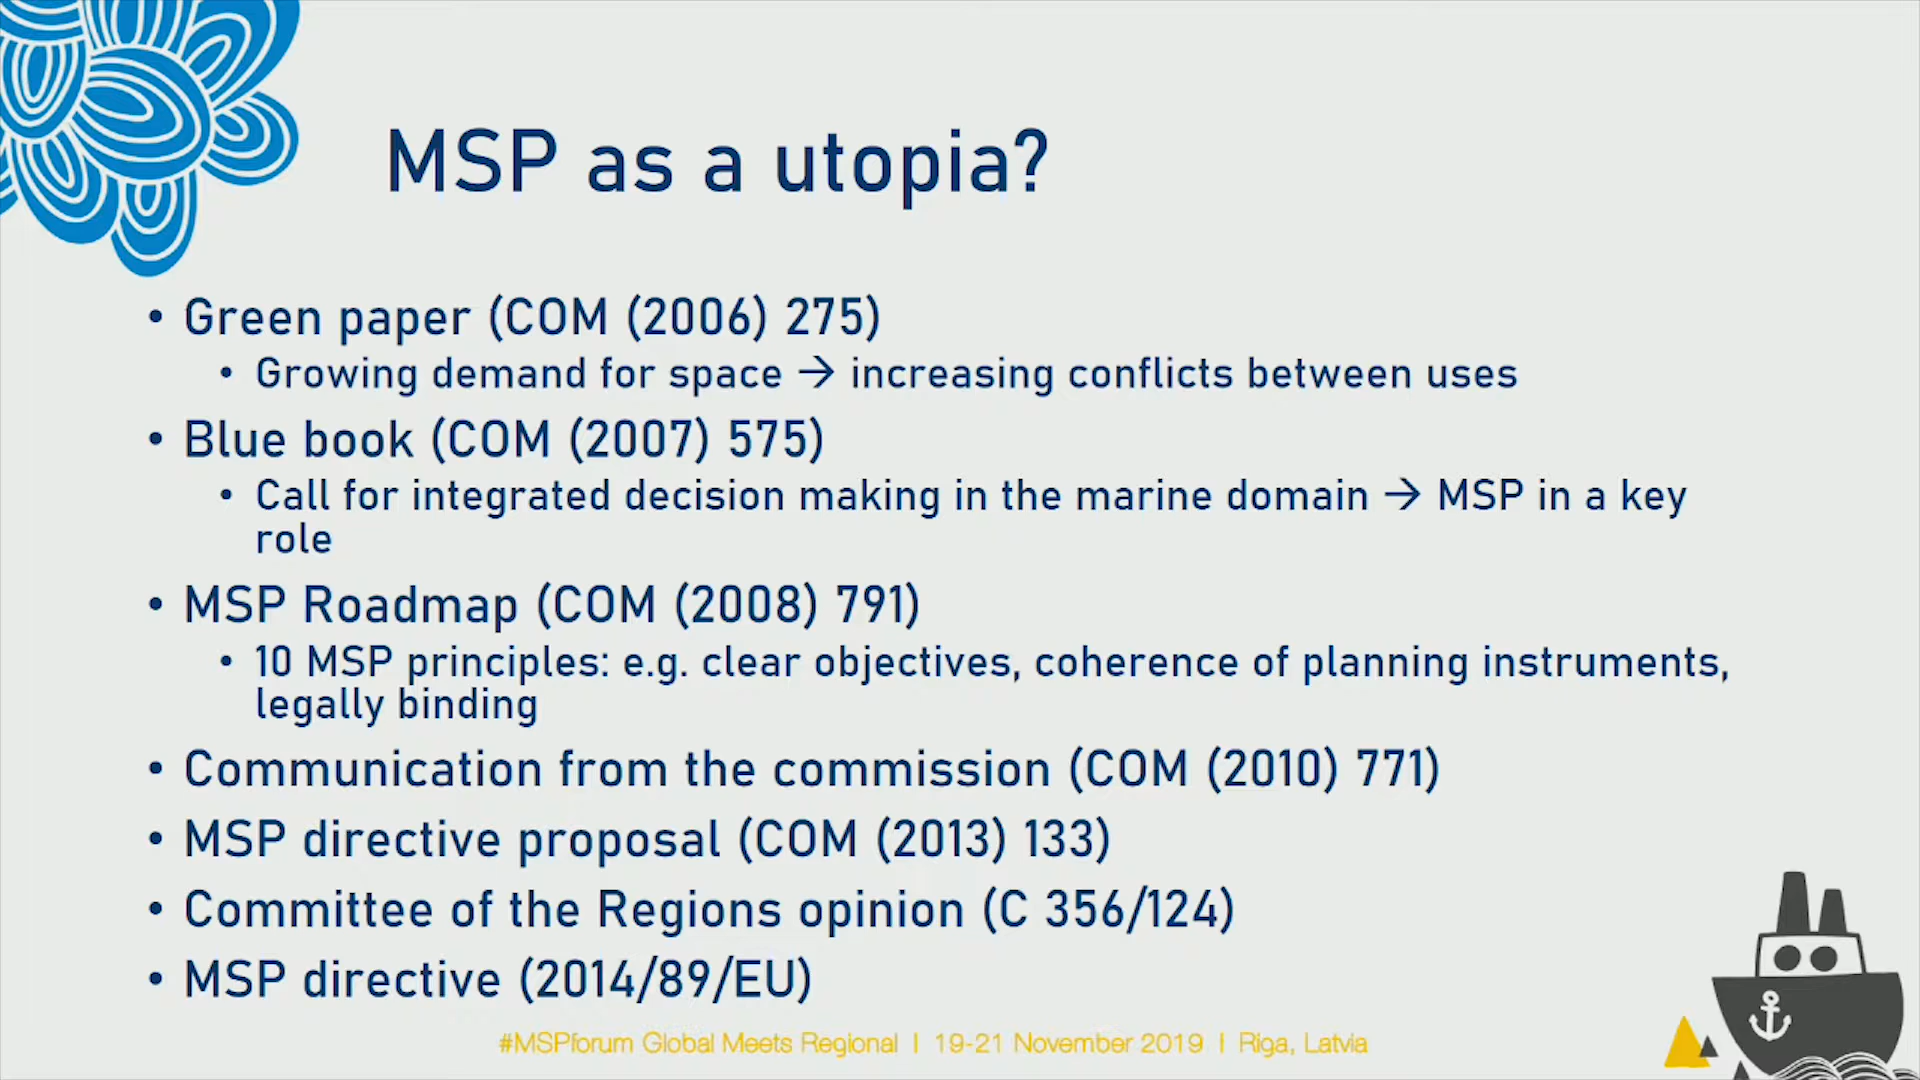 MSP as a utopia?
• Green paper (COM (2006) 275)
• Growing demand for space → increasing conflicts between uses
• Blue book (COM (2007) 575)
• Call for integrated decision making in the marine domain → MSP in a key
role
• MSP Roadmap (COM (2008) 791)
• 10 MSP principles: e.g. clear objectives, coherence of planning instruments,
legally binding
• Communication from the commission (COM (2010) 771)
• MSP directive proposal (COM (2013) 133)
• Committee of the Regions opinion (C 356/124)
• MSP directive (2014/89/EU)
#MSPforum Global Meets Regional | 19-21 November 2019 | Riga, Latvia